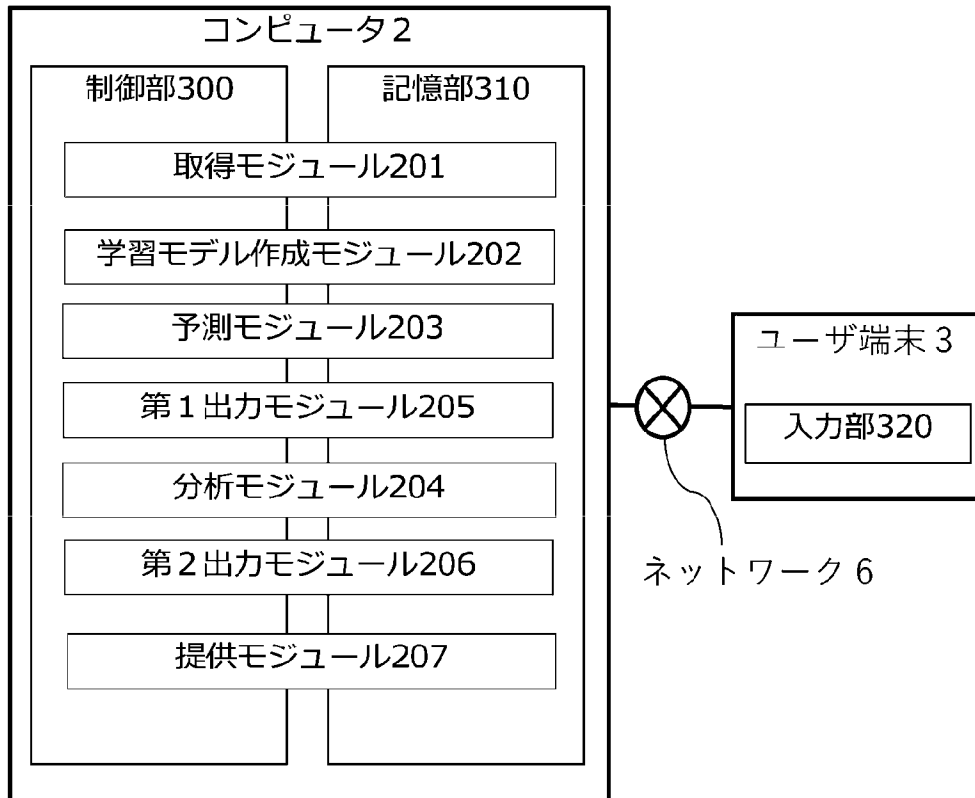 コンピュータ２
制御部300
記憶部310
取得モジュール201
学習モデル作成モジュール202
予測モジュール203
第１出力モジュール205
分析モジュール204
第２出力モジュール206
提供モジュール207
ユーザ端末３
入力部320
ネットワーク６